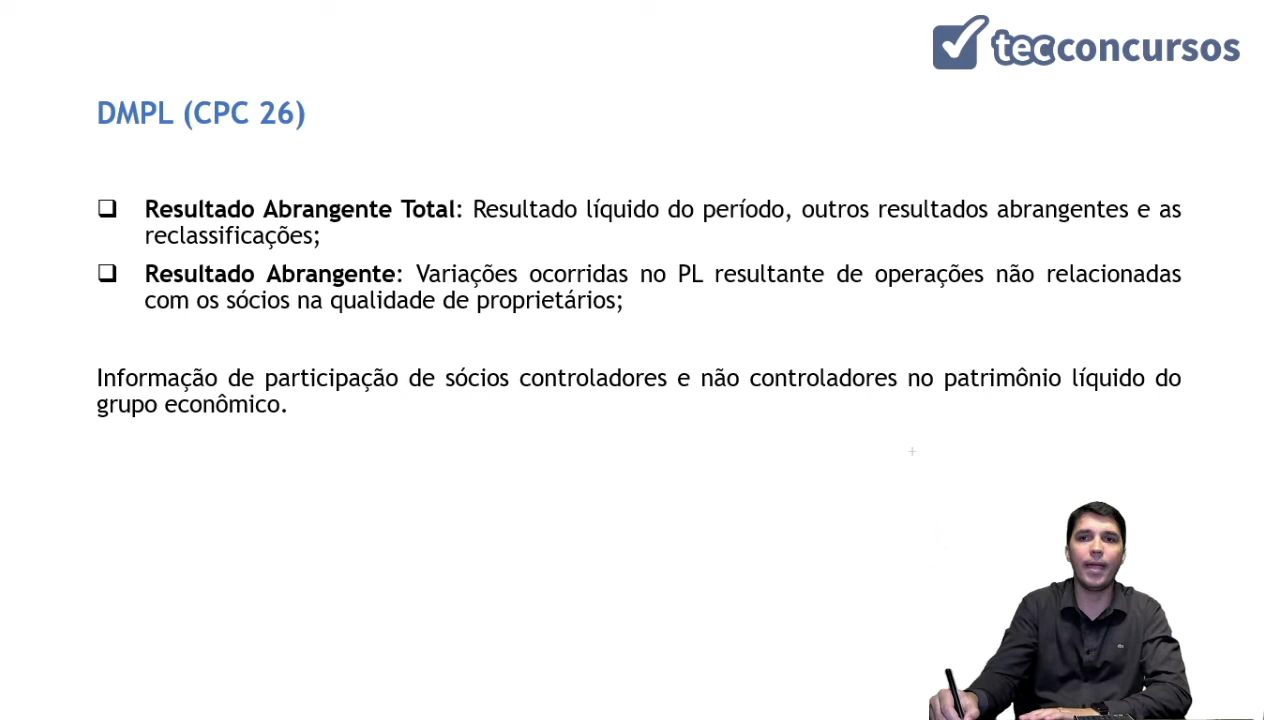 tecconcursos
DMPL (CPC 26)
❑ Resultado Abrangente Total: Resultado líquido do período, outros resultados abrangentes e as
reclassificações;
❑ Resultado Abrangente: Variações ocorridas no PL resultante de operações não relacionadas
com os sócios na qualidade de proprietários;
Informação de participação de sócios controladores e não controladores no patrimônio líquido do
grupo econômico.